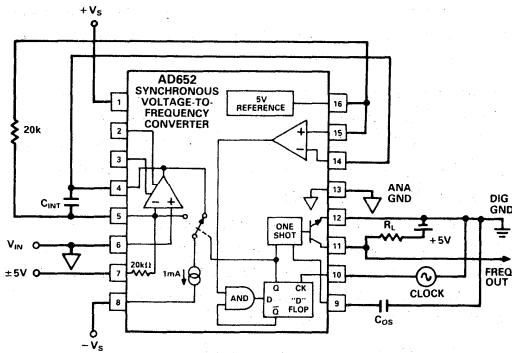 +VS
AD652
SYNCHRONOUS
VOLTAGE-TO-
FREQUENCY
CONVERTER
5V
REFERENCE
1
2
3
4
5
6
7
8
16
15
14
13
12
11
10
9
20k
CINT
VIN
±5V
-VS
20kΩ
1mA
+
-
+
-
AND
ONE
SHOT
Q CK
D "D"
Q̅ FLOP
ANA
GND
DIG
GND
RL
+5V
FREQ
OUT
CLOCK
COS